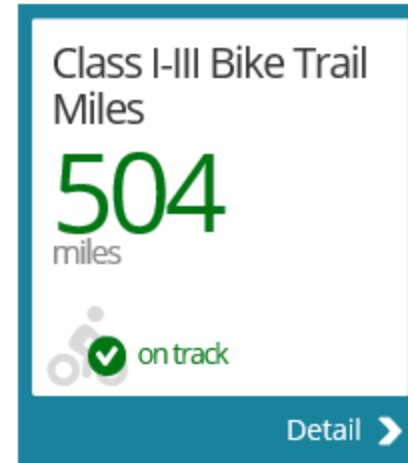 Class I-III Bike Trail
Miles
504
miles
on track
Detail